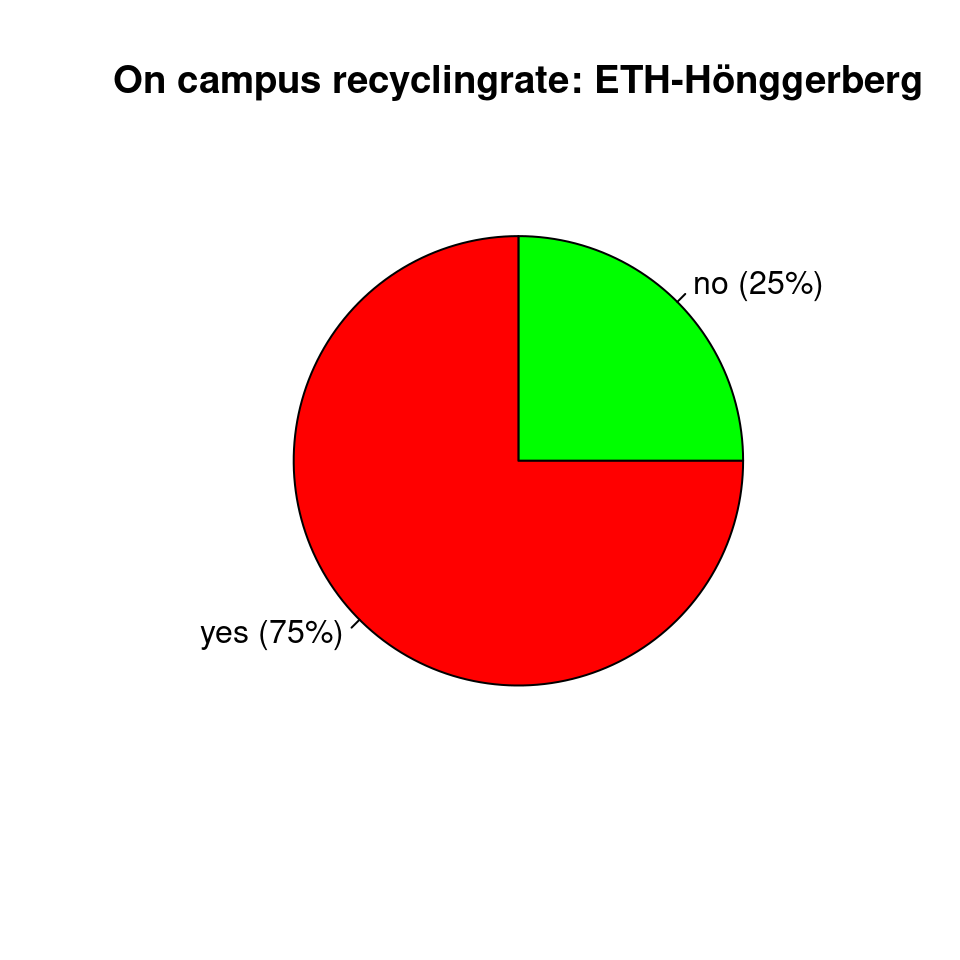 On campus recyclingrate: ETH-Hönggerberg
no (25%)
yes (75%)